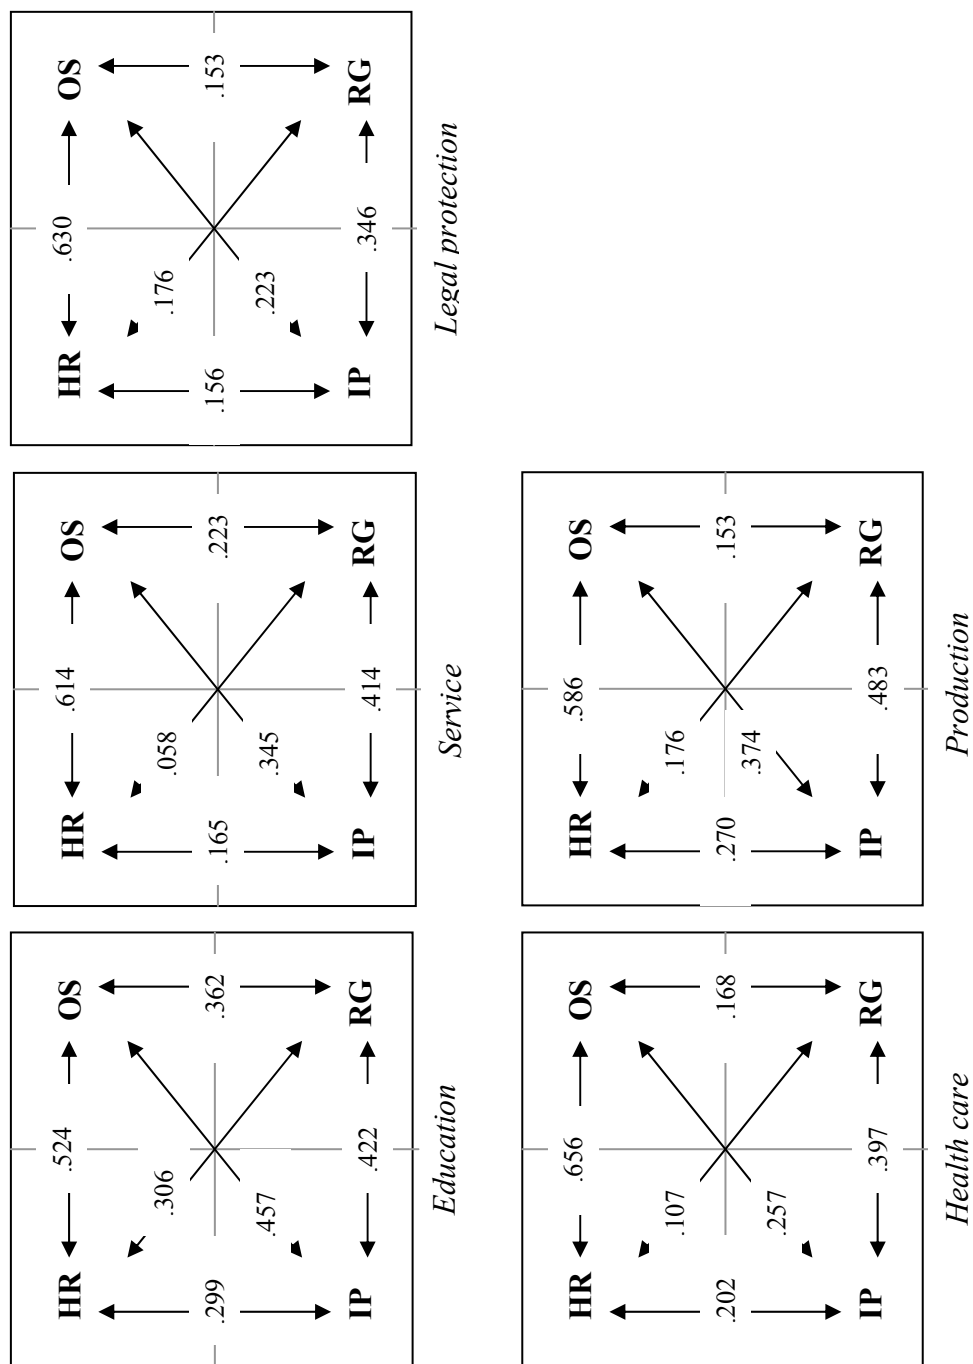 HR .524 OS
.306
.299 .362
.457
IP .422 RG
Education
HR .614 OS
.058
.165 .223
.345
IP .414 RG
Service
HR .630 OS
.176
.156 .153
.223
IP .346 RG
Legal protection
HR .656 OS
.107
.202 .168
.257
IP .397 RG
Health care
HR .586 OS
.176
.270 .153
.374
IP .483 RG
Production